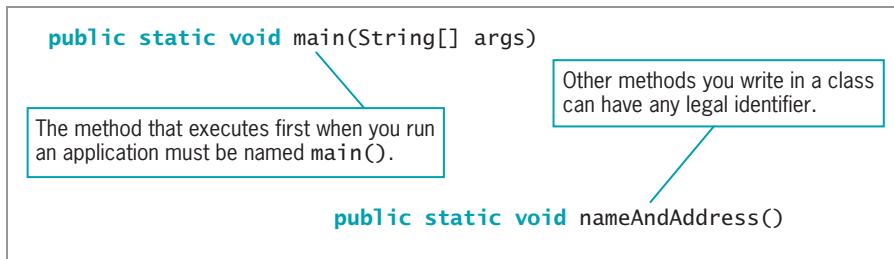 public static void main(String[] args)
Other methods you write in a class
can have any legal identifier.
The method that executes first when you run
an application must be named main().
public static void nameAndAddress()